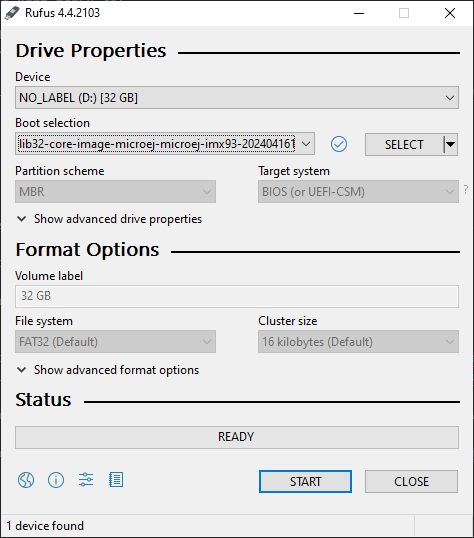 Rufus 4.4.2103
Drive Properties
Device
NO_LABEL (D:) [32 GB]
Boot selection
lib32-core-image-microej-microej-imx93-202404161
SELECT
Partition scheme
Target system
MBR
BIOS (or UEFI-CSM)
?
Show advanced drive properties
Format Options
Volume label
32 GB
File system
Cluster size
FAT32 (Default)
16 kilobytes (Default)
Show advanced format options
Status
READY
START
CLOSE
1 device found